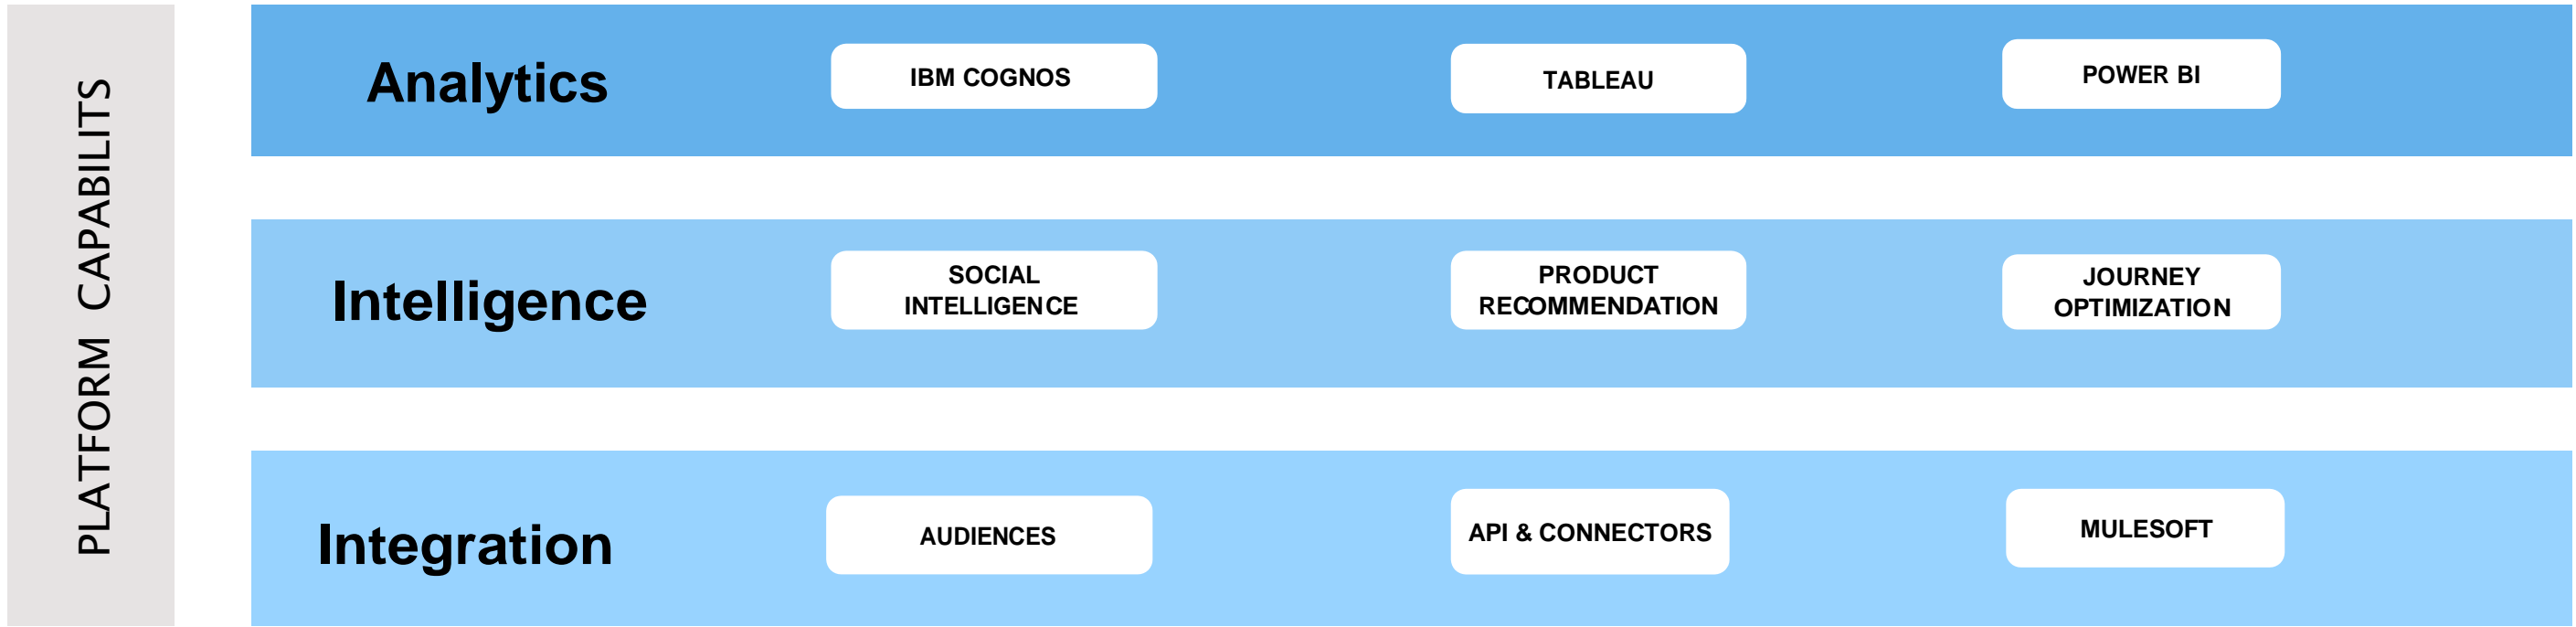 PLATFORM CAPABILITS
Analytics
IBM COGNOS
TABLEAU
POWER BI
Intelligence
SOCIAL
INTELLIGENCE
PRODUCT
RECOMMENDATION
JOURNEY
OPTIMIZATION
Integration
AUDIENCES
API & CONNECTORS
MULESOFT